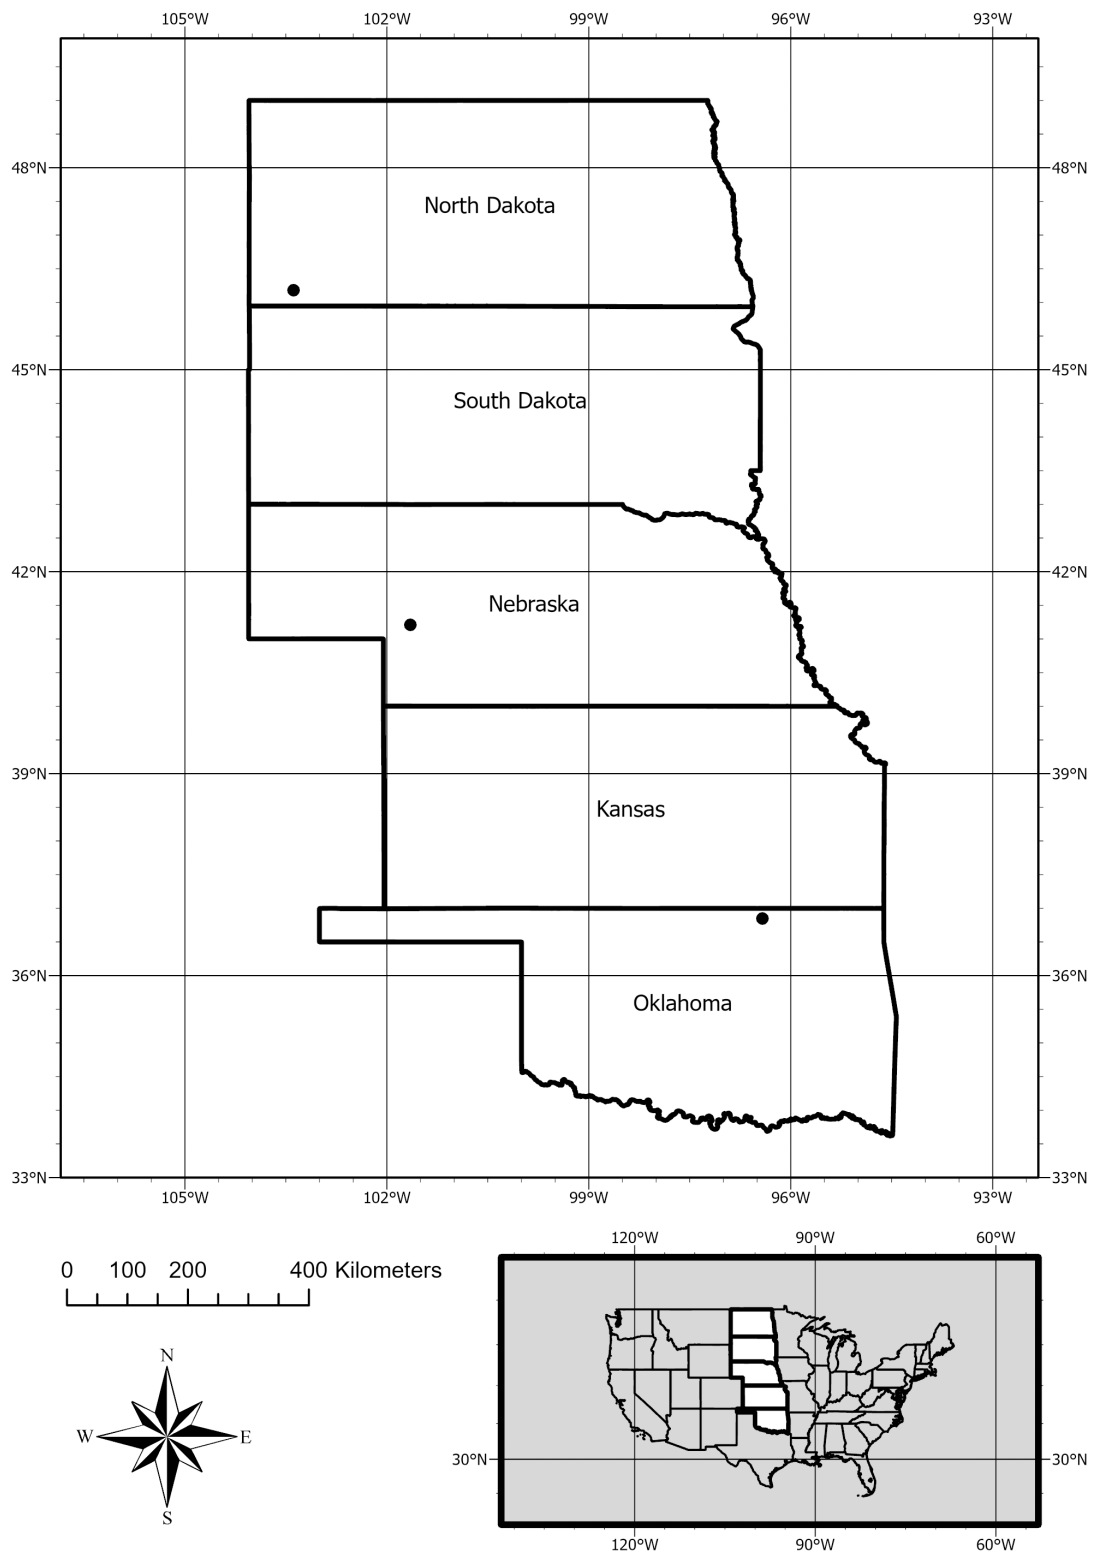 105°W 102°W 99°W 96°W 93°W
48°N 48°N
North Dakota
45°N 45°N
South Dakota
42°N 42°N
Nebraska
39°N 39°N
Kansas
36°N 36°N
Oklahoma
33°N 33°N
105°W 102°W 99°W 96°W 93°W
120°W 90°W 60°W
0 100 200 400 Kilometers
N
W E
S
30°N 30°N
120°W 90°W 60°W